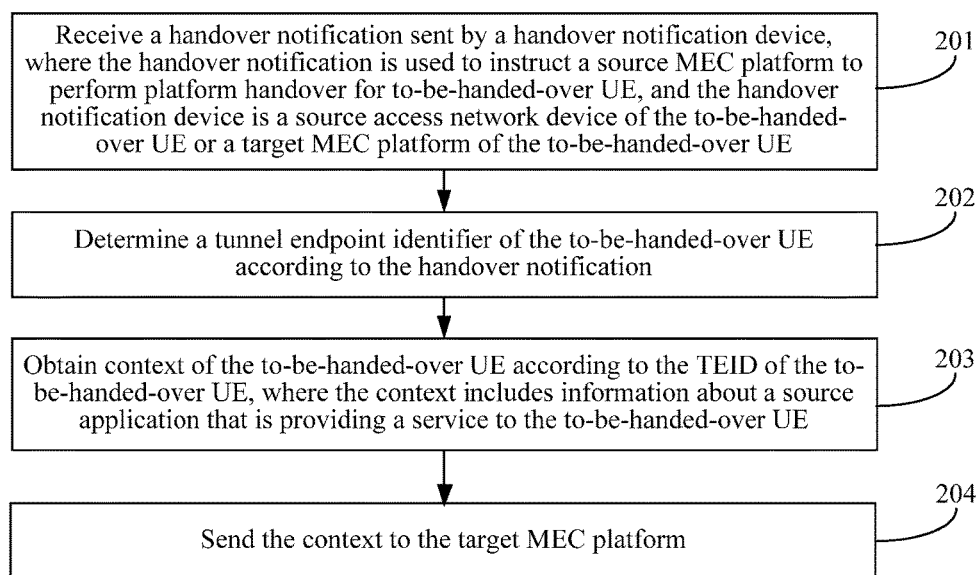 Receive a handover notification sent by a handover notification device,
where the handover notification is used to instruct a source MEC platform to
perform platform handover for to-be-handed-over UE, and the handover
notification device is a source access network device of the to-be-handed-
over UE or a target MEC platform of the to-be-handed-over UE
201
Determine a tunnel endpoint identifier of the to-be-handed-over UE
according to the handover notification
202
Obtain context of the to-be-handed-over UE according to the TEID of the to-
be-handed-over UE, where the context includes information about a source
application that is providing a service to the to-be-handed-over UE
203
Send the context to the target MEC platform
204